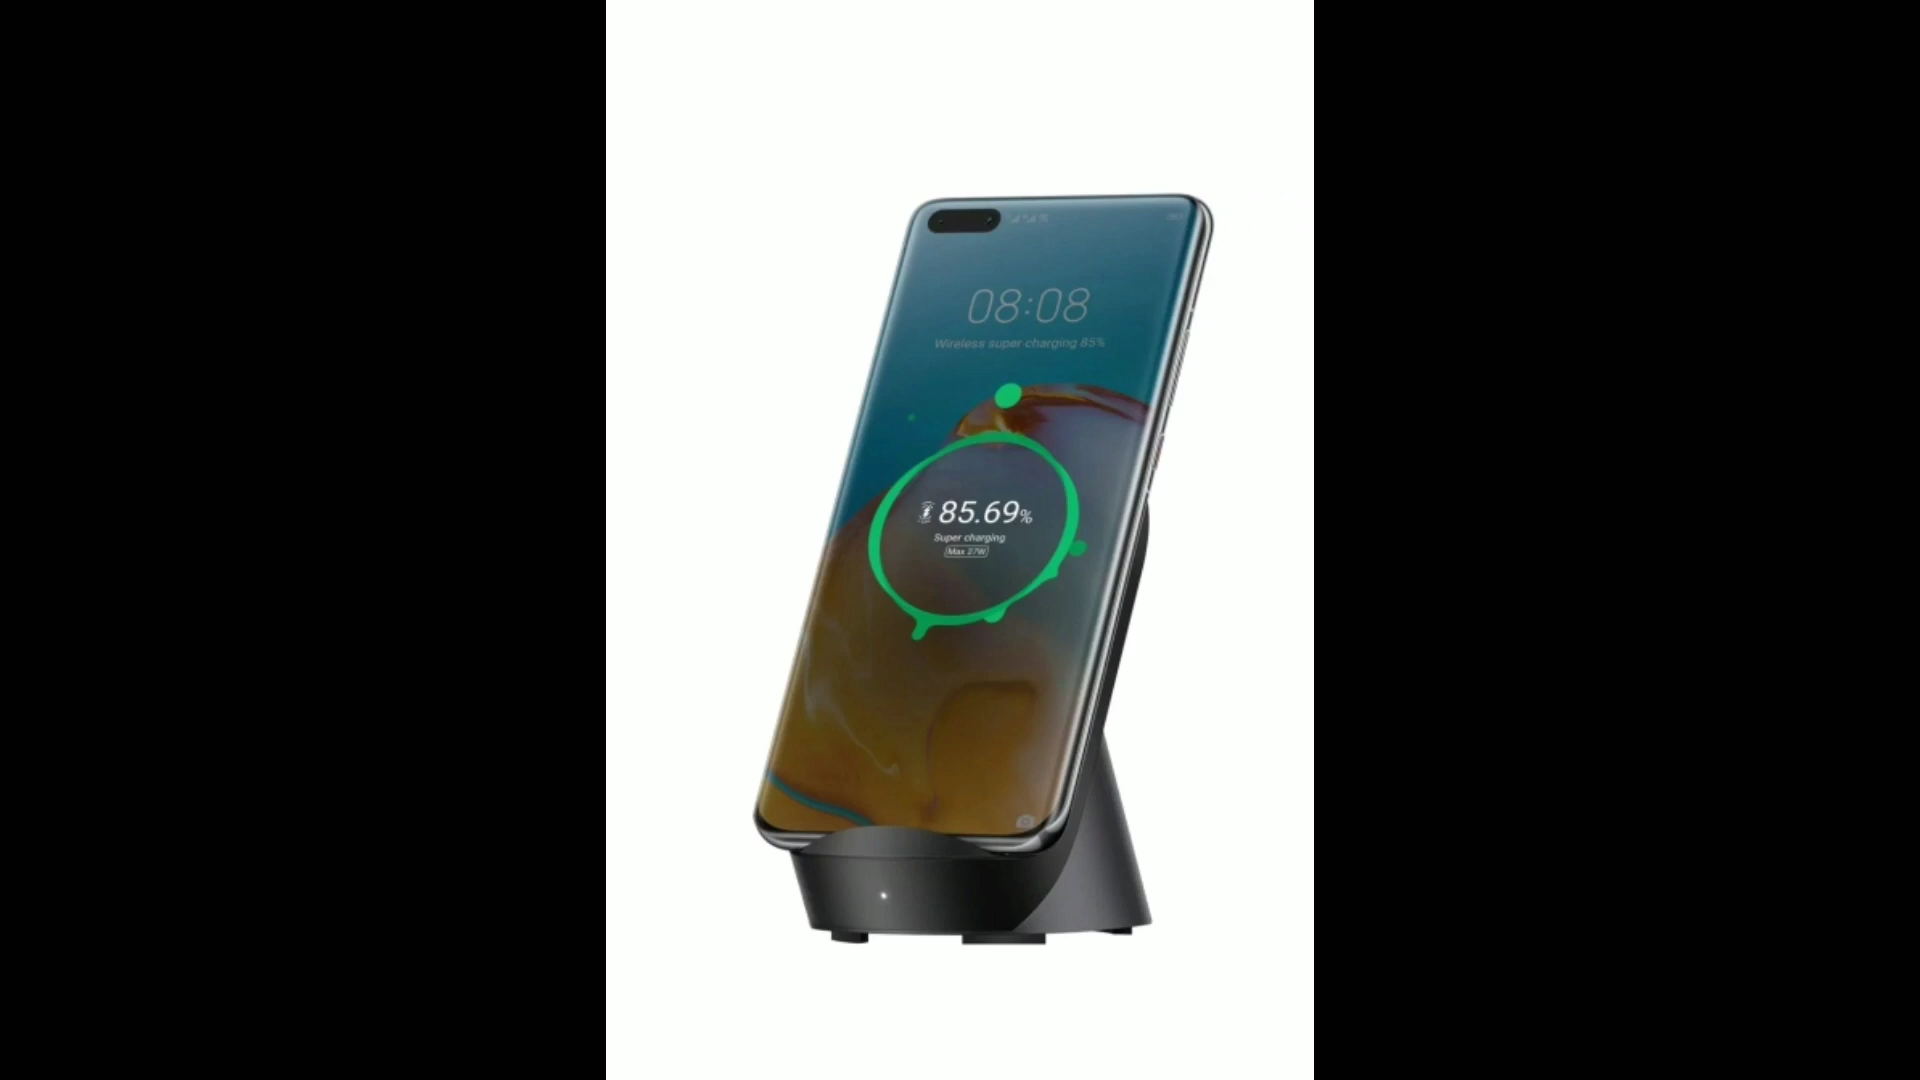 08:08
Wireless super charging 85%
85.69%
Super charging
Max 27W